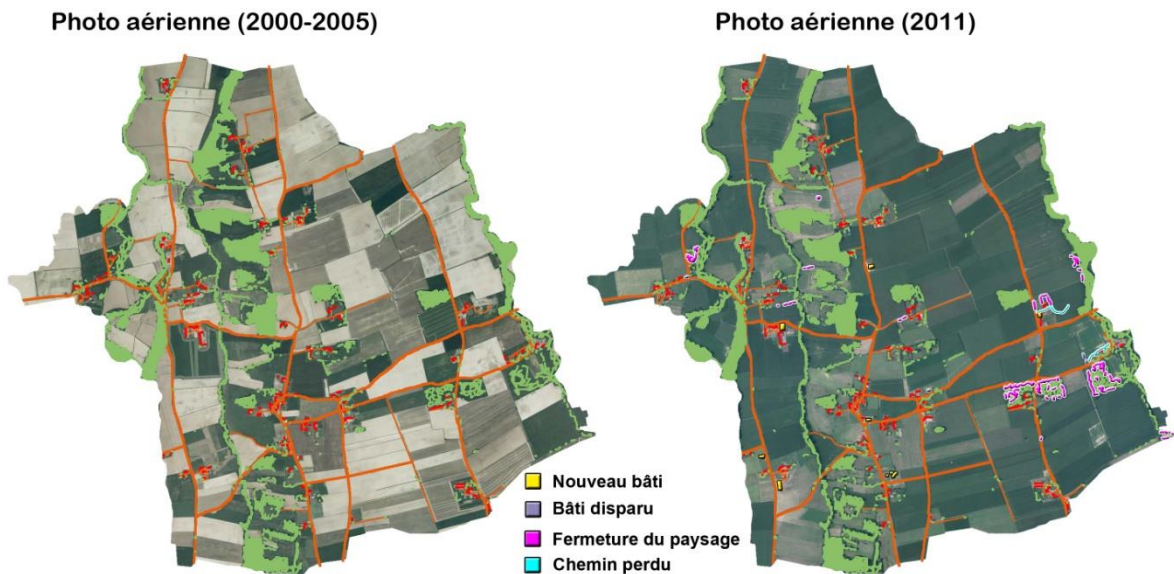 Photo aérienne (2000-2005)
Photo aérienne (2011)
Nouveau bâti
Bâti disparu
Fermeture du paysage
Chemin perdu